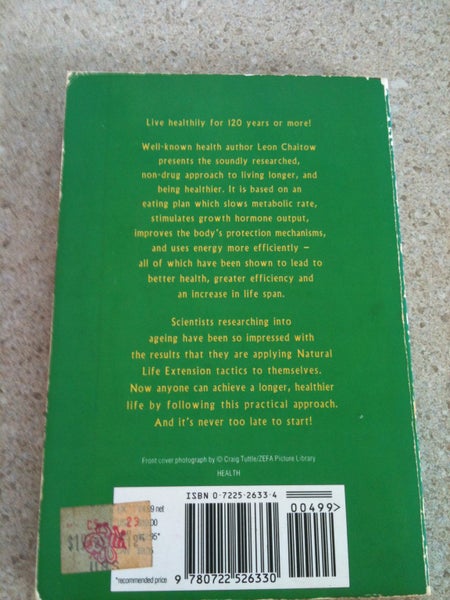 Live healthily for 120 years or more!
Well-known health author Leon Chaitow
presents the soundly researched,
non-drug approach to living longer, and
being healthier. It is based on an
eating plan which slows metabolic rate,
stimulates growth hormone output,
improves the body's protection mechanisms,
and uses energy more efficiently –
all of which have been shown to lead to
better health, greater efficiency and
an increase in life span.
Scientists researching into
ageing have been so impressed with
the results that they are applying Natural
Life Extension tactics to themselves.
Now anyone can achieve a longer, healthier
life by following this practical approach.
And it's never too late to start!
Front cover photograph by © Craig Tuttle/ZEFA Picture Library
HEALTH
ISBN 0-7225-2633-4
00499>
net
23
*recommended price
9 780722 526330